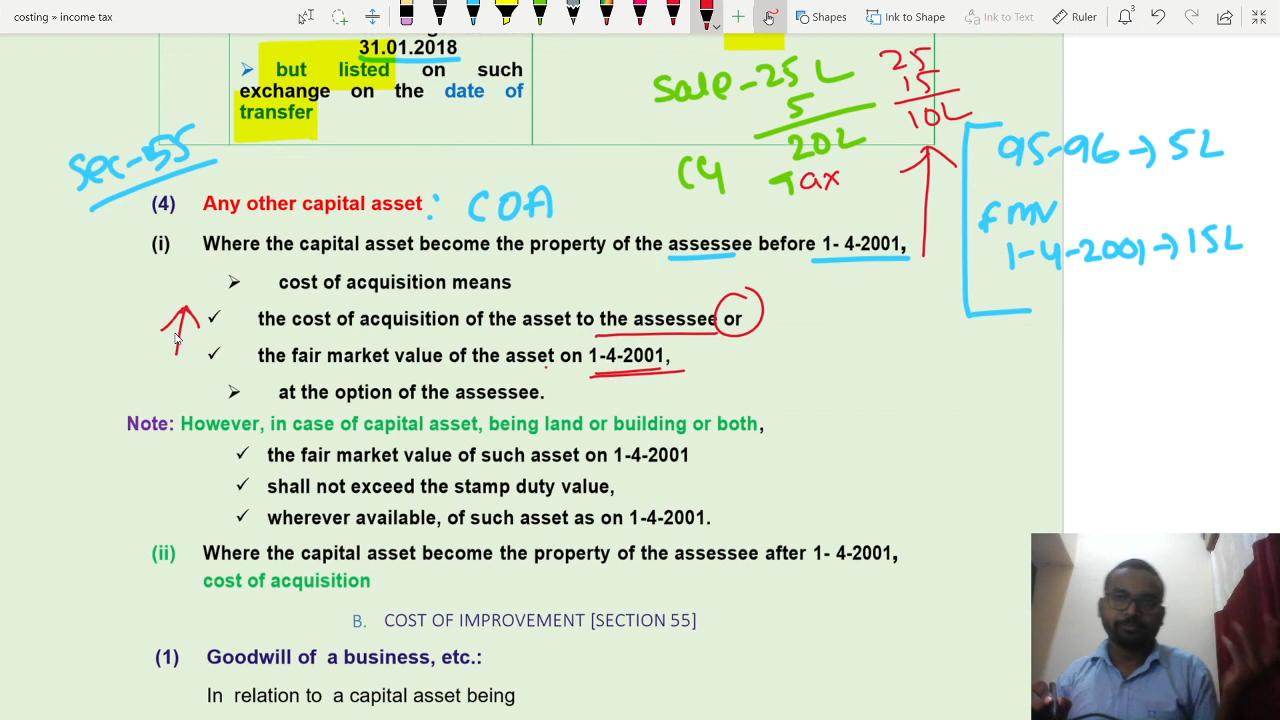 costing » income tax
Shapes
Ink to Shape
Ink to Text
Ruler
31.01.2018
➢ but listed on such
exchange on the date of
transfer
Sale - 25 L
5
20L
Tax
25
15
10L
95-96 → 5L
fmv
1-4-2001 → 15L
Sec-55
(4) Any other capital asset : COA
(i) Where the capital asset become the property of the assessee before 1- 4-2001,
➢ cost of acquisition means
✓ the cost of acquisition of the asset to the assessee or
✓ the fair market value of the asset on 1-4-2001,
➢ at the option of the assessee.
Note: However, in case of capital asset, being land or building or both,
✓ the fair market value of such asset on 1-4-2001
✓ shall not exceed the stamp duty value,
✓ wherever available, of such asset as on 1-4-2001.
(ii) Where the capital asset become the property of the assessee after 1- 4-2001,
cost of acquisition
B. COST OF IMPROVEMENT [SECTION 55]
(1) Goodwill of a business, etc.:
In relation to a capital asset being